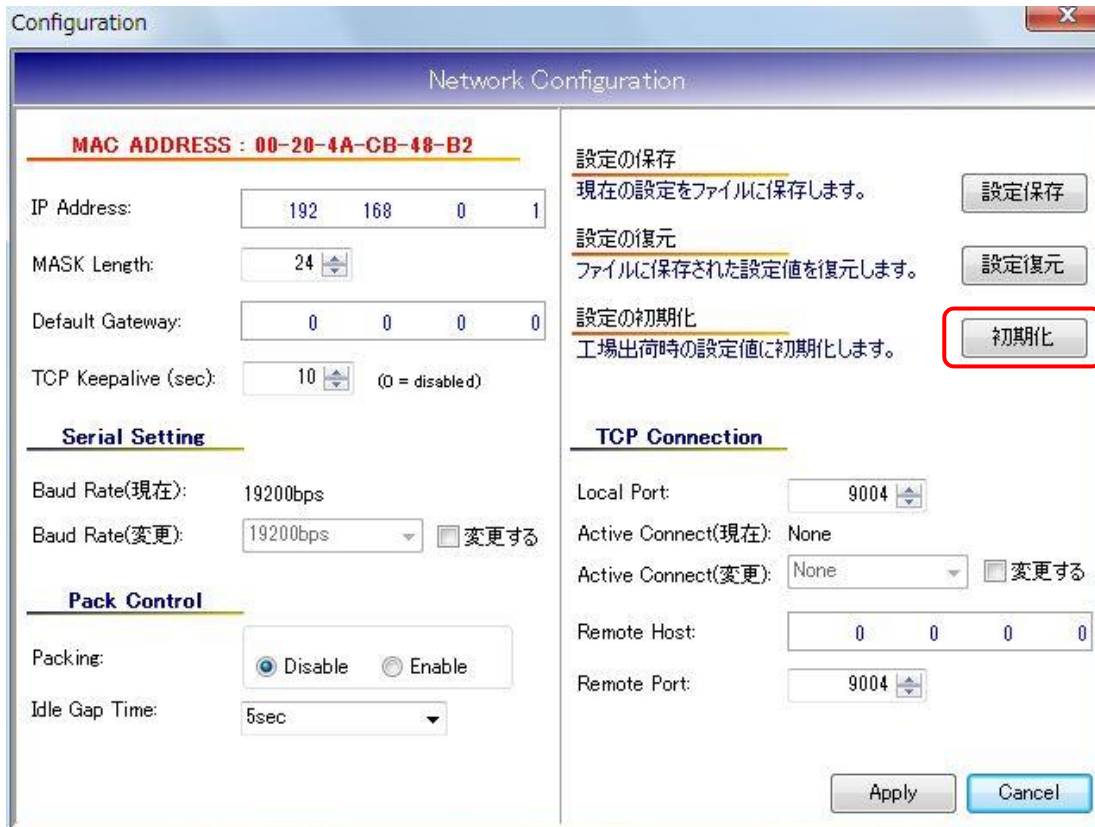 Configuration
x
Network Configuration
MAC ADDRESS : 00-20-4A-CB-48-B2
IP Address: 192 168 0 1
MASK Length: 24
Default Gateway: 0 0 0 0
TCP Keepalive (sec): 10 (0 = disabled)
Serial Setting
Baud Rate(現在): 19200bps
Baud Rate(変更): 19200bps 変更する
Pack Control
Packing: Disable Enable
Idle Gap Time: 5sec
設定の保存
現在の設定をファイルに保存します。 設定保存
設定の復元
ファイルに保存された設定値を復元します。 設定復元
設定の初期化
工場出荷時の設定値に初期化します。 初期化
TCP Connection
Local Port: 9004
Active Connect(現在): None
Active Connect(変更): None 変更する
Remote Host: 0 0 0 0
Remote Port: 9004
Apply Cancel